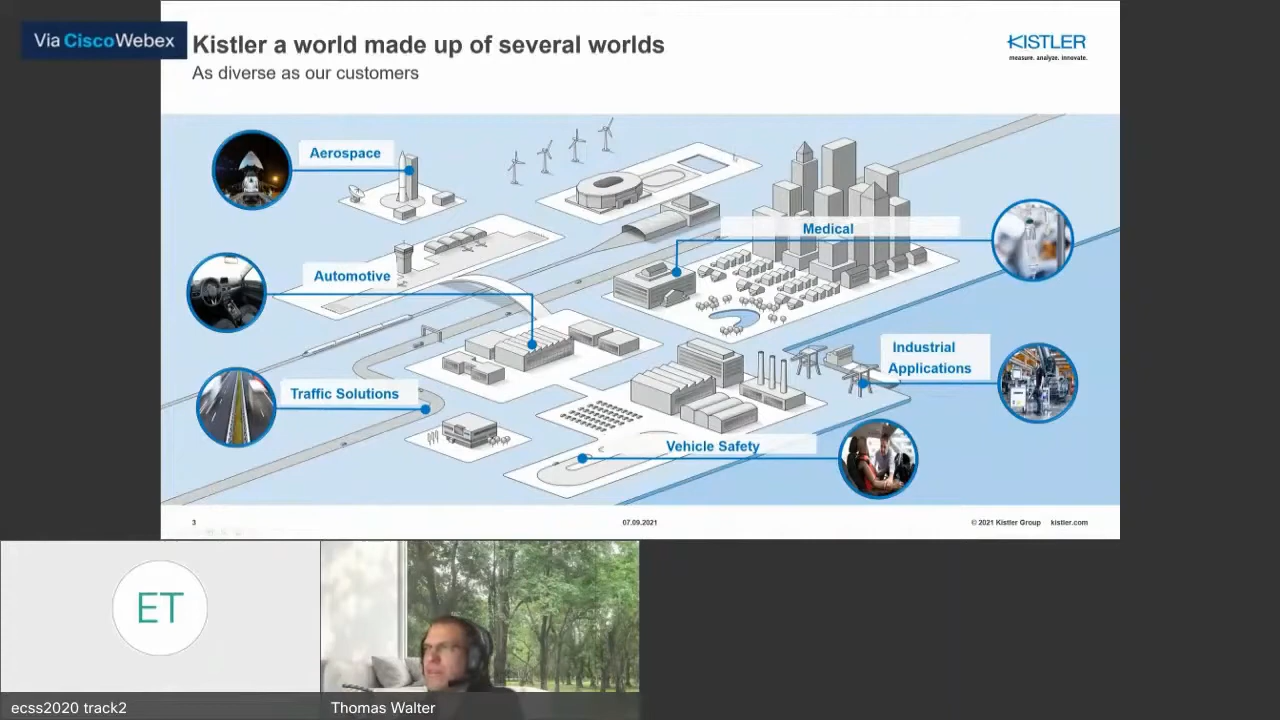 Via CiscoWebex
Kistler a world made up of several worlds
As diverse as our customers
KISTLER
measure. analyze. innovate.
Aerospace
Medical
Automotive
Industrial
Applications
Traffic Solutions
Vehicle Safety
3
07.09.2021
© 2021 Kistler Group kistler.com
ET
ecss2020 track2
Thomas Walter